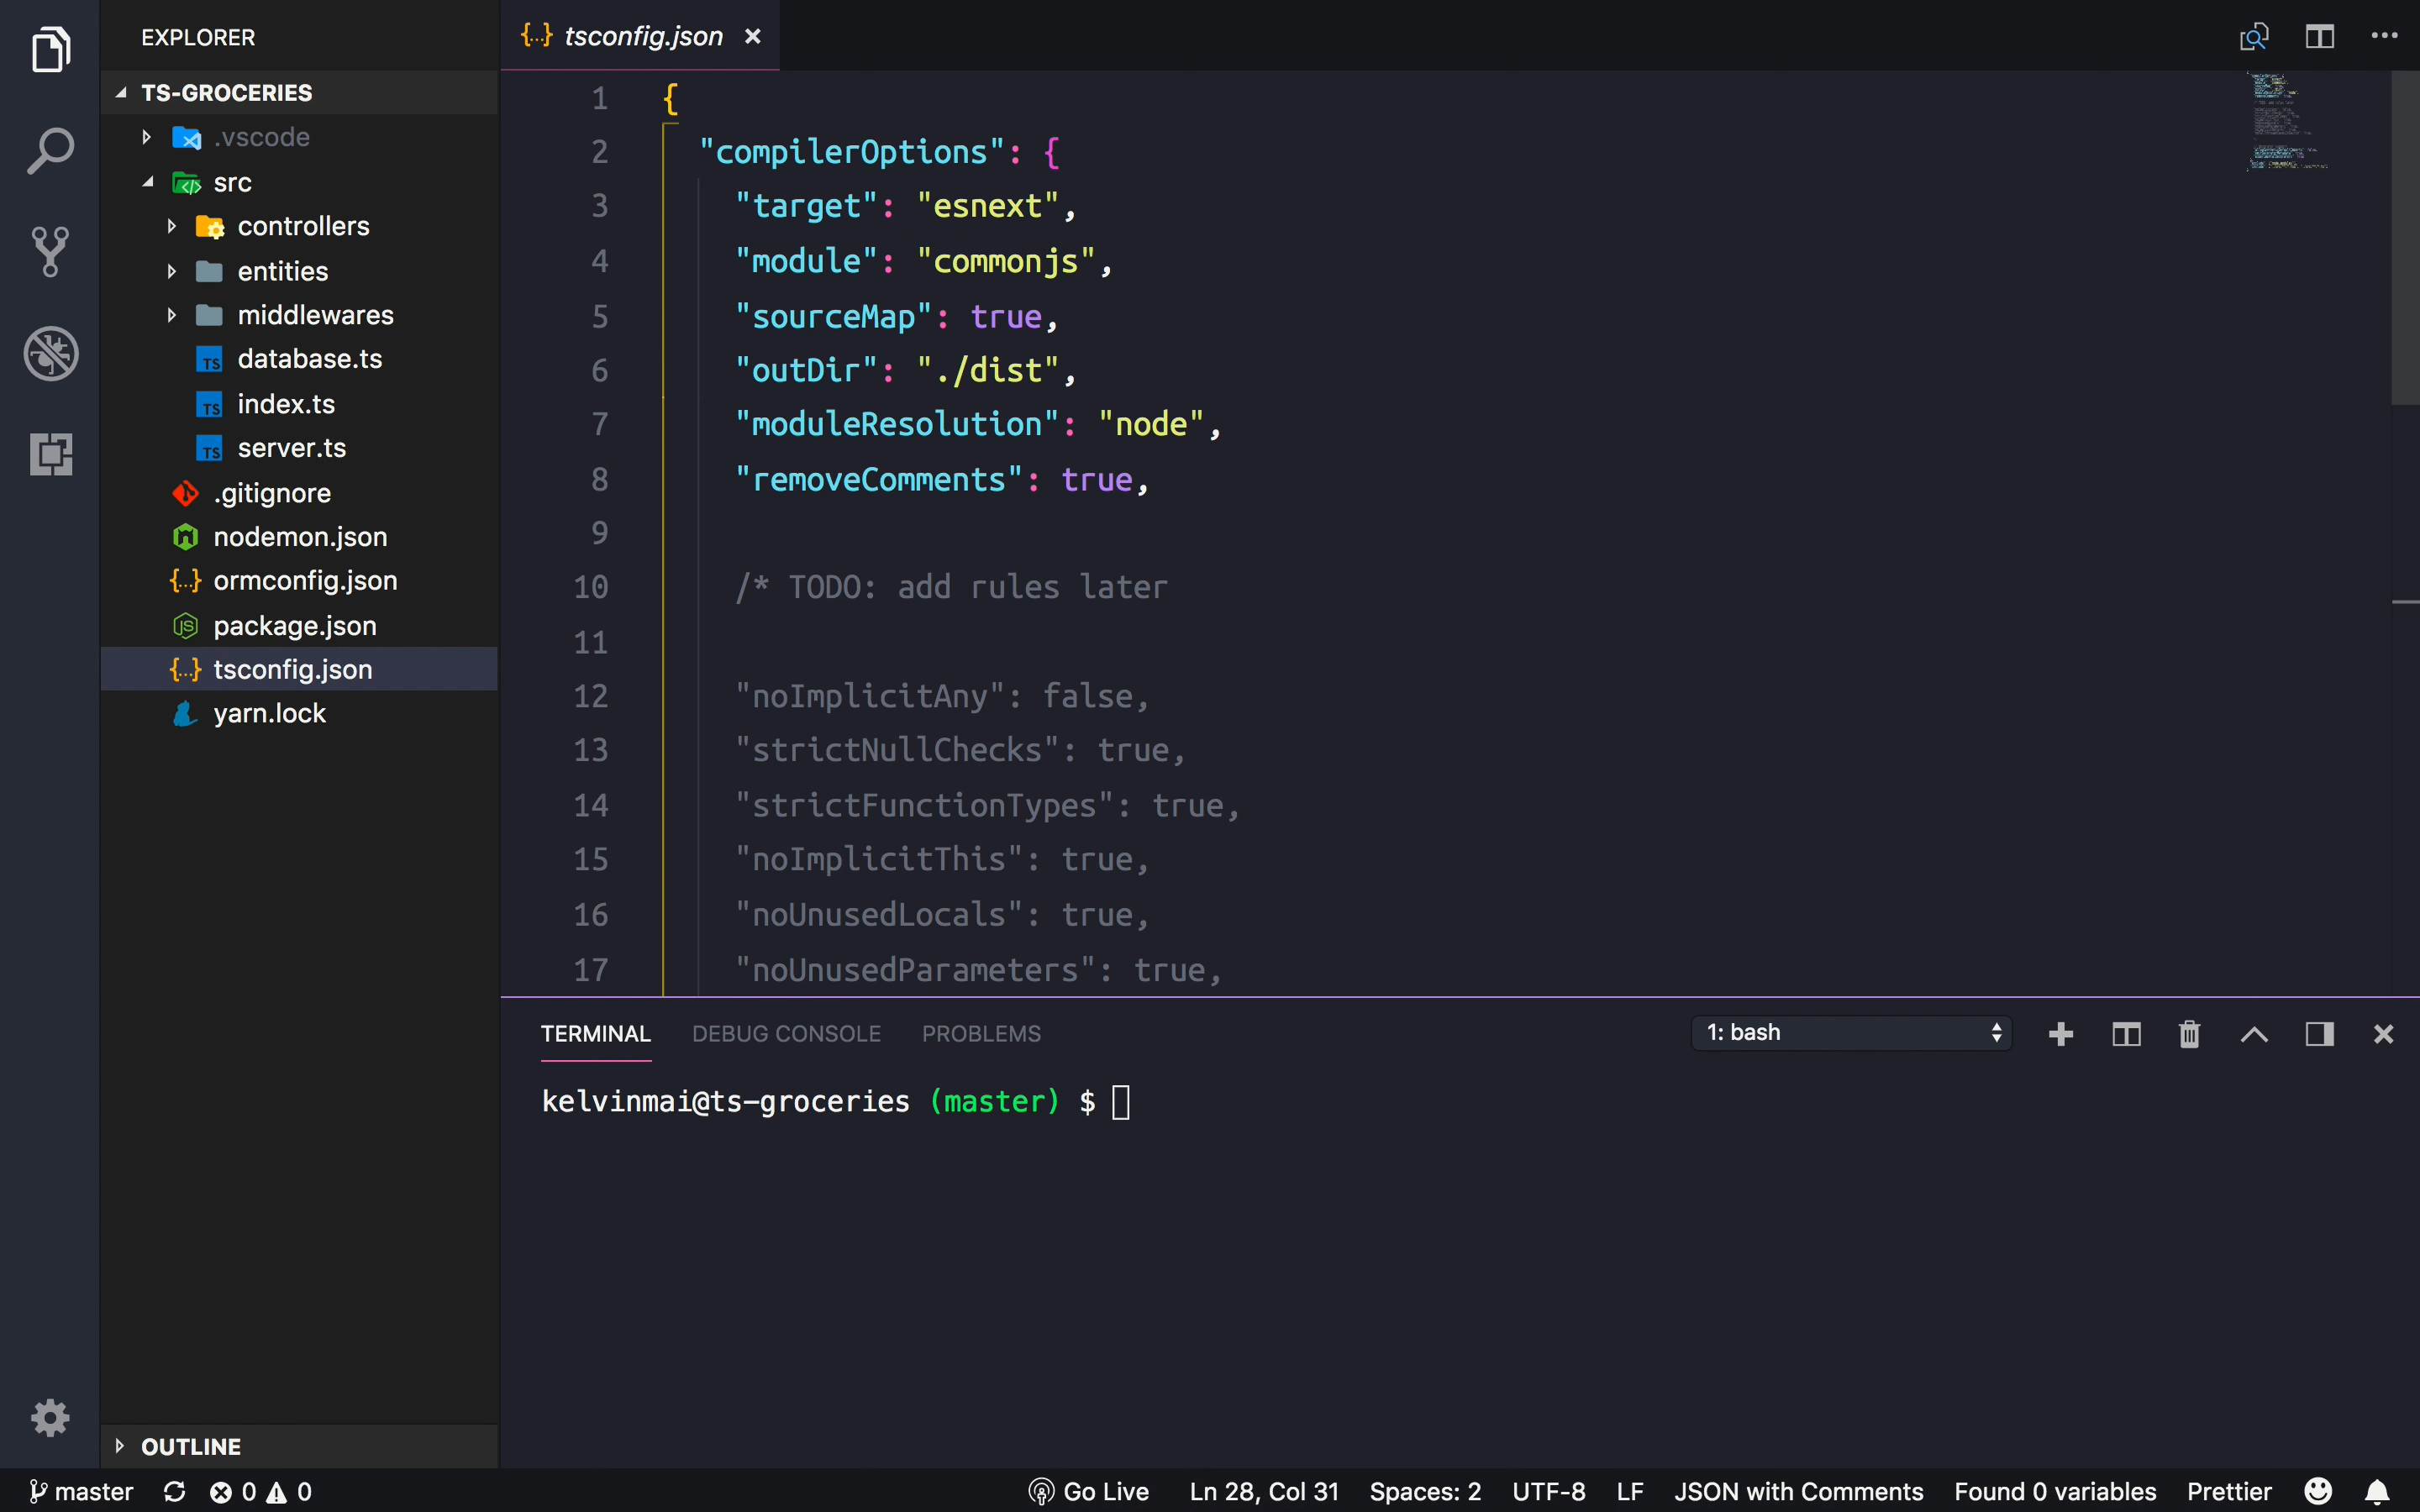 EXPLORER
TS-GROCERIES
.vscode
src
controllers
entities
middlewares
TS database.ts
TS index.ts
TS server.ts
.gitignore
nodemon.json
{...} ormconfig.json
JS package.json
{...} tsconfig.json
yarn.lock
OUTLINE
{...} tsconfig.json
1 {
2 "compilerOptions": {
3 "target": "esnext",
4 "module": "commonjs",
5 "sourceMap": true,
6 "outDir": "./dist",
7 "moduleResolution": "node",
8 "removeComments": true,
9
10 /* TODO: add rules later
11
12 "noImplicitAny": false,
13 "strictNullChecks": true,
14 "strictFunctionTypes": true,
15 "noImplicitThis": true,
16 "noUnusedLocals": true,
17 "noUnusedParameters": true,
TERMINAL DEBUG CONSOLE PROBLEMS 1: bash
kelvinmai@ts-groceries (master) $
master 0 0 Go Live Ln 28, Col 31 Spaces: 2 UTF-8 LF JSON with Comments Found 0 variables Prettier